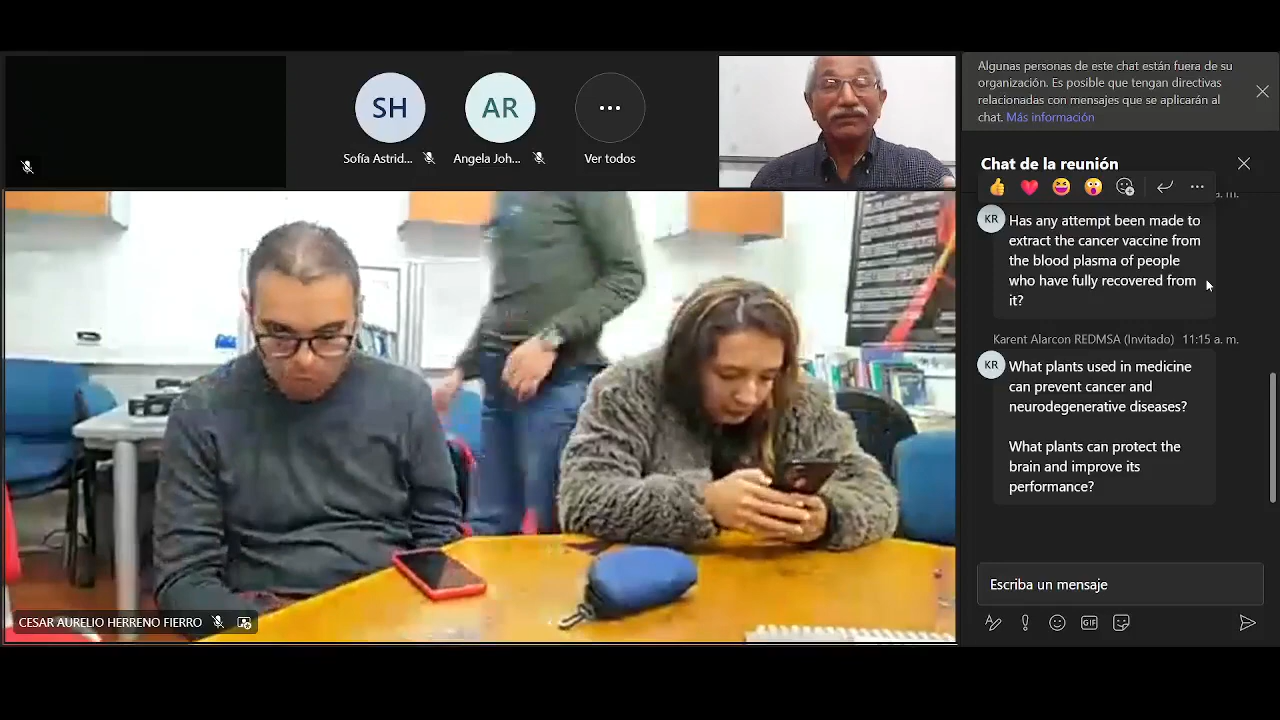 SH
AR
Sofía Astrid...
Angela Joh...
Ver todos
CESAR AURELIO HERRENO FIERRO
Algunas personas de este chat están fuera de su
organización. Es posible que tengan directivas
relacionadas con mensajes que se aplicarán al
chat. Más información
Chat de la reunión
a. m.
KR
Has any attempt been made to
extract the cancer vaccine from
the blood plasma of people
who have fully recovered from
it?
Karent Alarcon REDMSA (Invitado) 11:15 a. m.
KR
What plants used in medicine
can prevent cancer and
neurodegenerative diseases?
What plants can protect the
brain and improve its
performance?
Escriba un mensaje
GIF